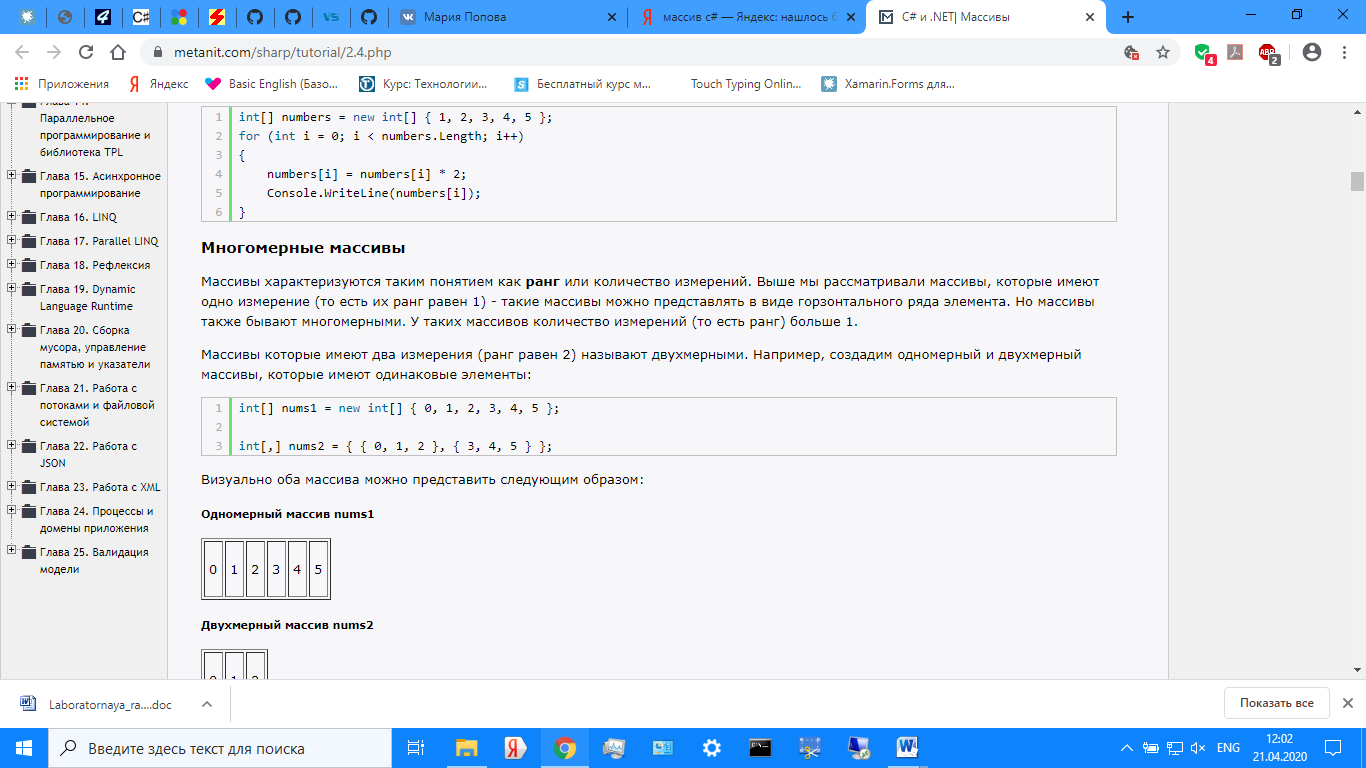 Мария Попова
массив c# — Яндекс: нашлось 6
C# и .NET| Массивы
metanit.com/sharp/tutorial/2.4.php
4
ABP
2
Приложения
Яндекс
Basic English (Базо...
Курс: Технологии...
Бесплатный курс м...
Touch Typing Onlin...
Xamarin.Forms для...
Глава 14.
Параллельное
программирование и
библиотека TPL
Глава 15. Асинхронное
программирование
Глава 16. LINQ
Глава 17. Parallel LINQ
Глава 18. Рефлексия
Глава 19. Dynamic
Language Runtime
Глава 20. Сборка
мусора, управление
памятью и указатели
Глава 21. Работа с
потоками и файловой
системой
Глава 22. Работа с
JSON
Глава 23. Работа с XML
Глава 24. Процессы и
домены приложения
Глава 25. Валидация
модели
1 int[] numbers = new int[] { 1, 2, 3, 4, 5 };
2 for (int i = 0; i < numbers.Length; i++)
3 {
4 numbers[i] = numbers[i] * 2;
5 Console.WriteLine(numbers[i]);
6 }
Многомерные массивы
Массивы характеризуются таким понятием как ранг или количество измерений. Выше мы рассматривали массивы, которые имеют
одно измерение (то есть их ранг равен 1) - такие массивы можно представлять в виде горзонтального ряда элемента. Но массивы
также бывают многомерными. У таких массивов количество измерений (то есть ранг) больше 1.
Массивы которые имеют два измерения (ранг равен 2) называют двухмерными. Например, создадим одномерный и двухмерный
массивы, которые имеют одинаковые элементы:
1 int[] nums1 = new int[] { 0, 1, 2, 3, 4, 5 };
2
3 int[,] nums2 = { { 0, 1, 2 }, { 3, 4, 5 } };
Визуально оба массива можно представить следующим образом:
Одномерный массив nums1
0 1 2 3 4 5
Двухмерный массив nums2
0 1 2
Laboratornaya_ra....doc
Показать все
Введите здесь текст для поиска
ENG
12:02
21.04.2020